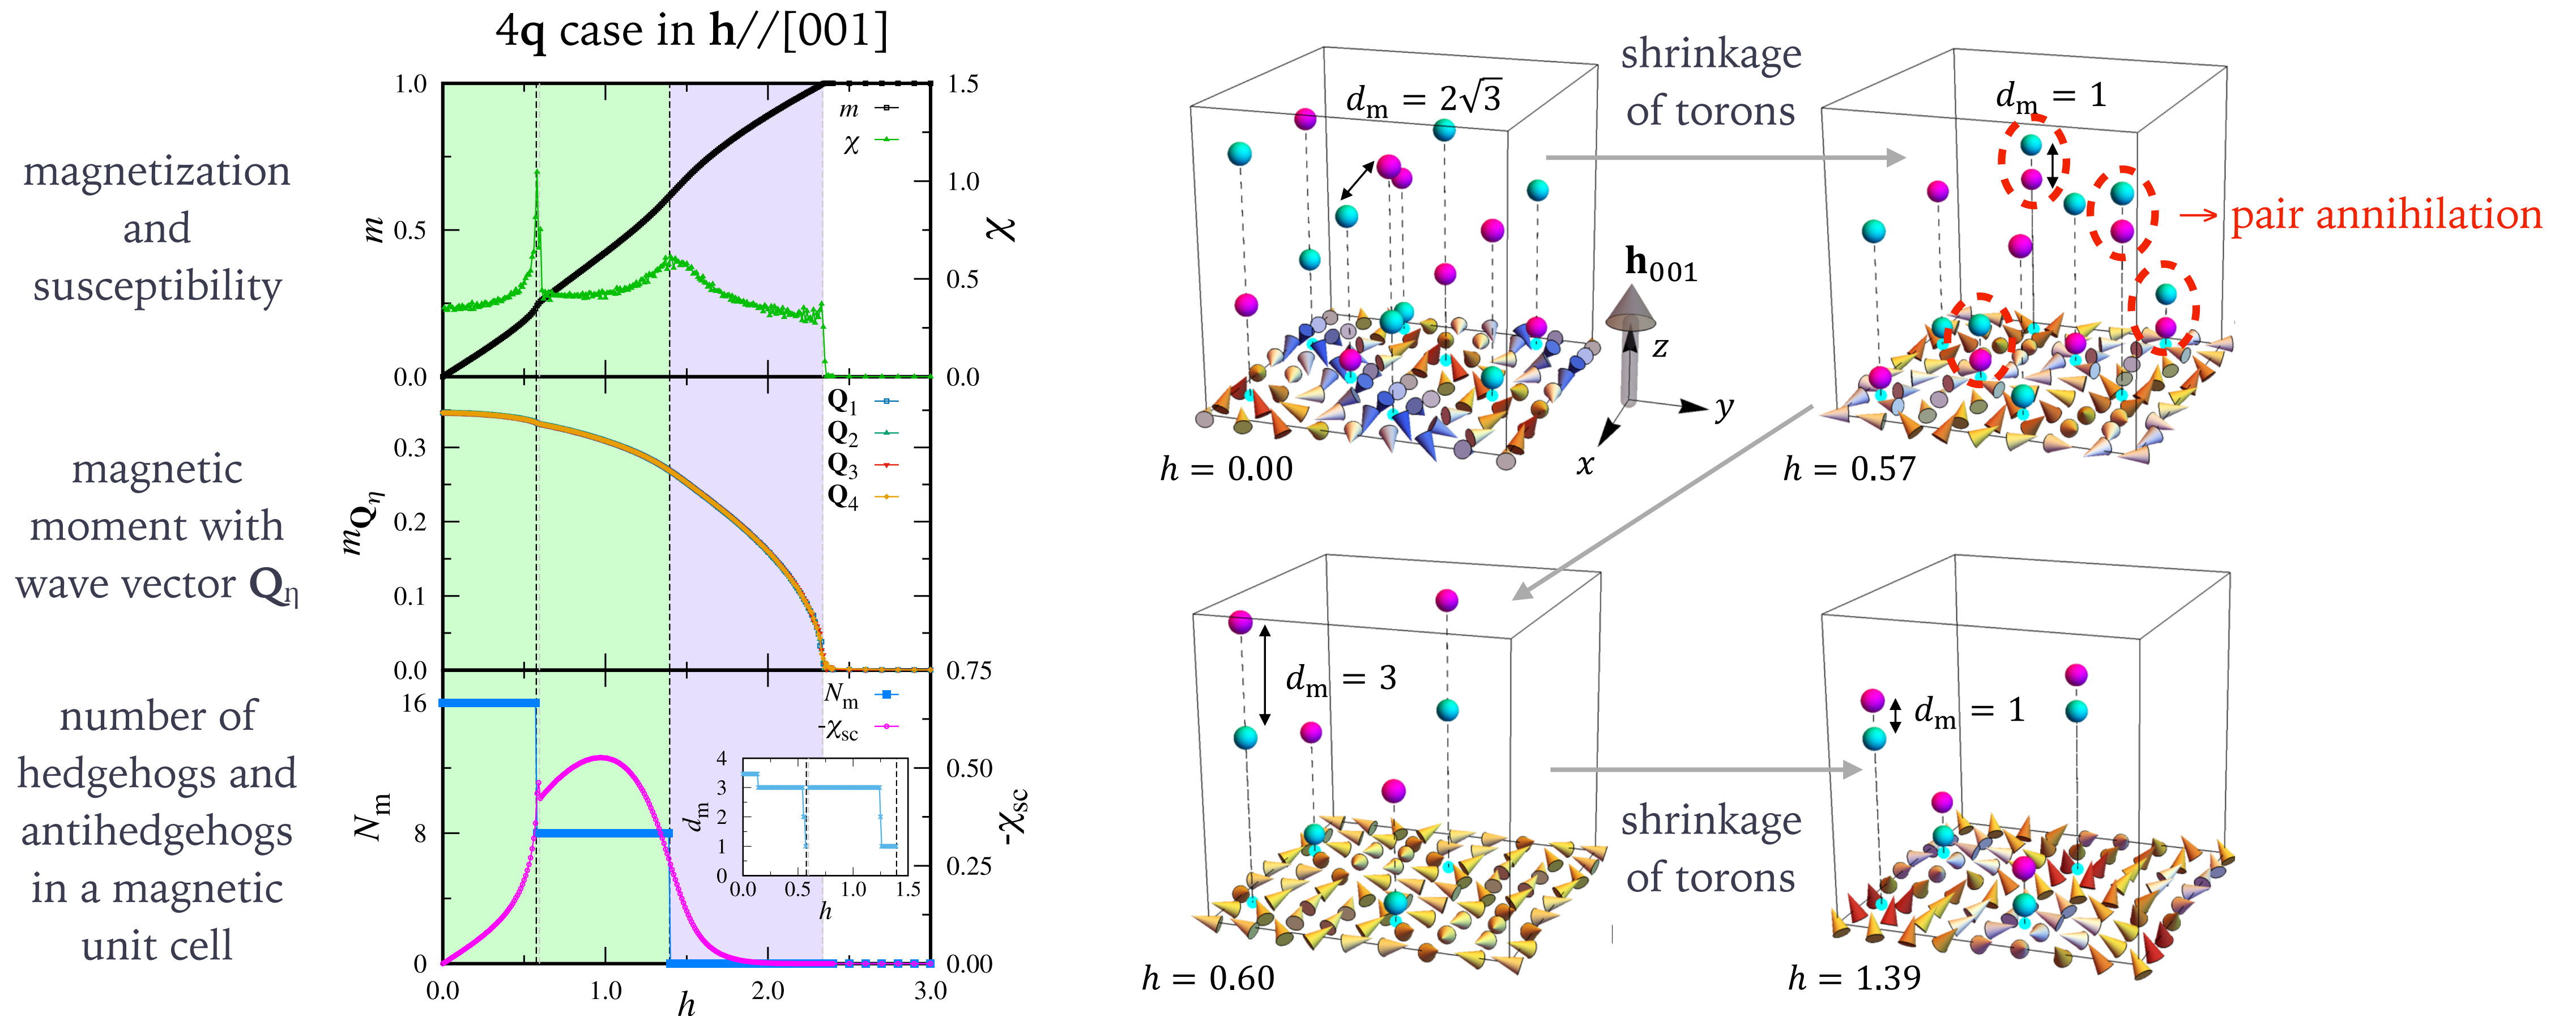 4q case in h//[001]
magnetization
and
susceptibility
1.0
0.5
0.0
m
1.5
1.0
0.5
0.0
χ
m
χ
magnetic
moment with
wave vector Qη
0.3
0.2
0.1
0.0
mQη
Q1
Q2
Q3
Q4
number of
hedgehogs and
antihedgehogs
in a magnetic
unit cell
16
8
0
Nm
0.75
0.50
0.25
0.00
-χsc
Nm
-χsc
4
3
2
1
0
dm
0.0 0.5 1.0 1.5
h
0.0 1.0 2.0 3.0
h
dm = 2√3
h = 0.00
shrinkage
of torons
h001
z
y
x
dm = 1
→ pair annihilation
h = 0.57
dm = 3
h = 0.60
shrinkage
of torons
dm = 1
h = 1.39